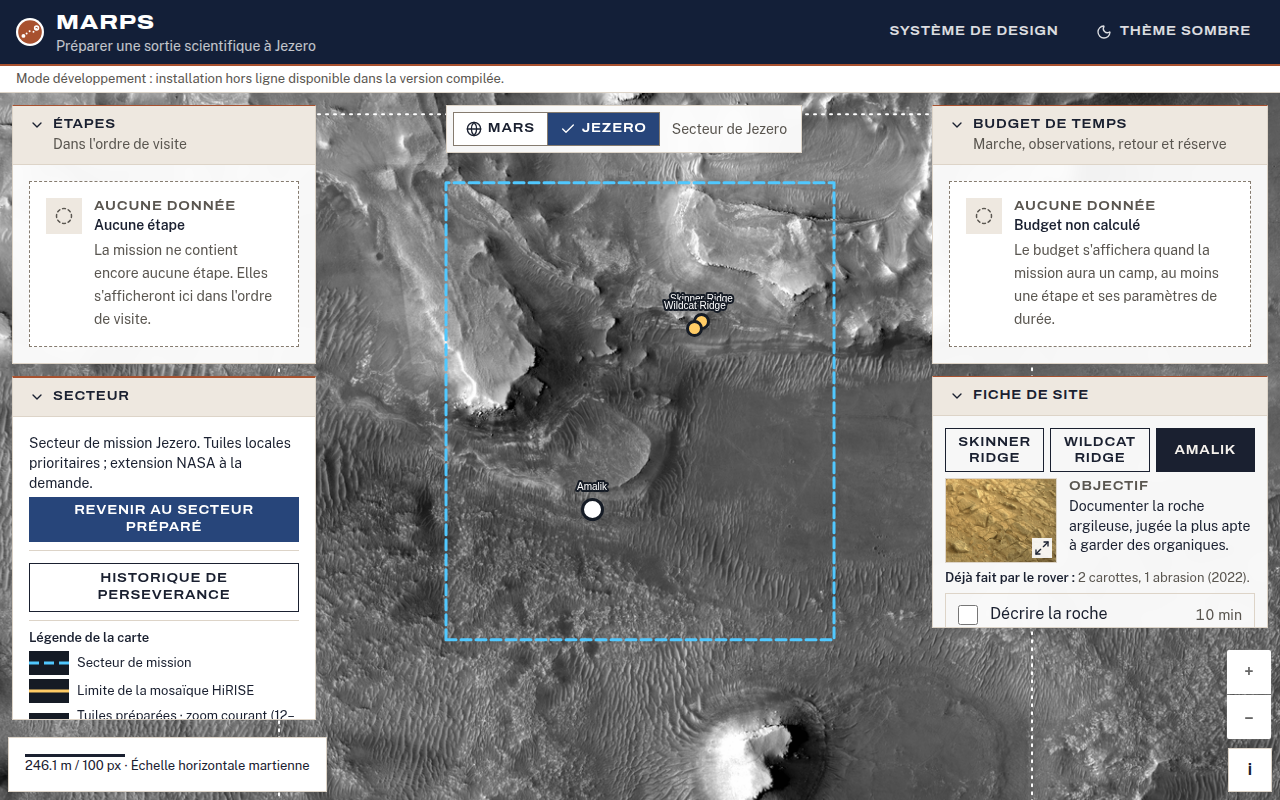 MARPS
Préparer une sortie scientifique à Jezero
SYSTÈME DE DESIGN
THÈME SOMBRE
Mode développement : installation hors ligne disponible dans la version compilée.
ÉTAPES
Dans l'ordre de visite
AUCUNE DONNÉE
Aucune étape
La mission ne contient
encore aucune étape. Elles
s'afficheront ici dans l'ordre
de visite.
SECTEUR
Secteur de mission Jezero. Tuiles locales
prioritaires ; extension NASA à la
demande.
REVENIR AU SECTEUR
PRÉPARÉ
HISTORIQUE DE
PERSEVERANCE
Légende de la carte
Secteur de mission
Limite de la mosaïque HiRISE
Tuiles préparées · zoom courant (12–
246.1 m / 100 px · Échelle horizontale martienne
MARS
JEZERO
Secteur de Jezero
Skinner Ridge
Wildcat Ridge
Amalik
BUDGET DE TEMPS
Marche, observations, retour et réserve
AUCUNE DONNÉE
Budget non calculé
Le budget s'affichera quand la
mission aura un camp, au moins
une étape et ses paramètres de
durée.
FICHE DE SITE
SKINNER
RIDGE
WILDCAT
RIDGE
AMALIK
OBJECTIF
Documenter la roche
argileuse, jugée la plus apte
à garder des organiques.
Déjà fait par le rover : 2 carottes, 1 abrasion (2022).
Décrire la roche
10 min
+
−
i